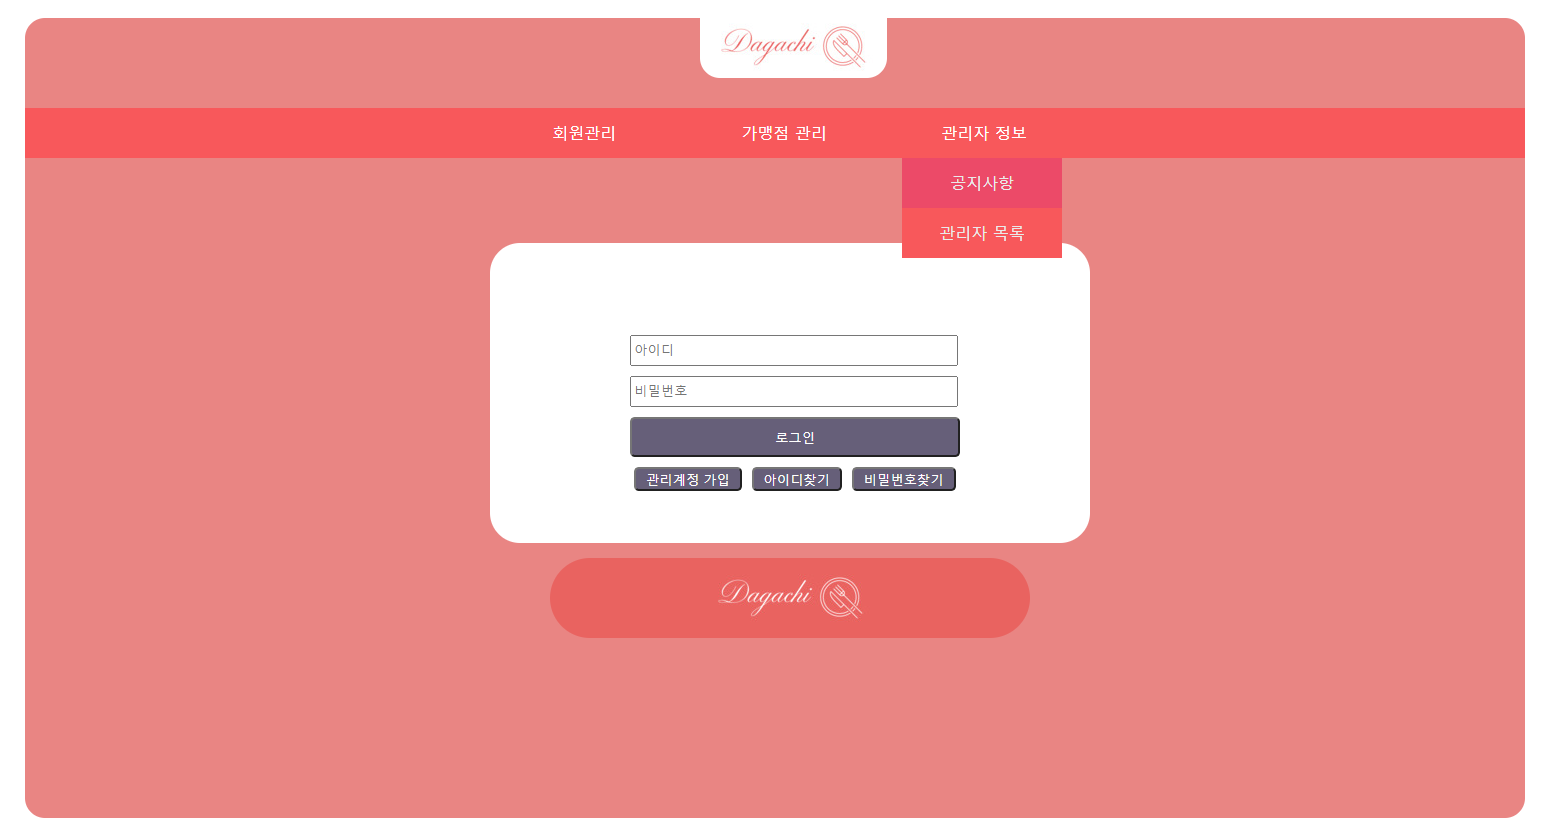 Dagachi
회원관리 가맹점 관리 관리자 정보
공지사항
관리자 목록
아이디
비밀번호
로그인
관리계정 가입 아이디찾기 비밀번호찾기
Dagachi